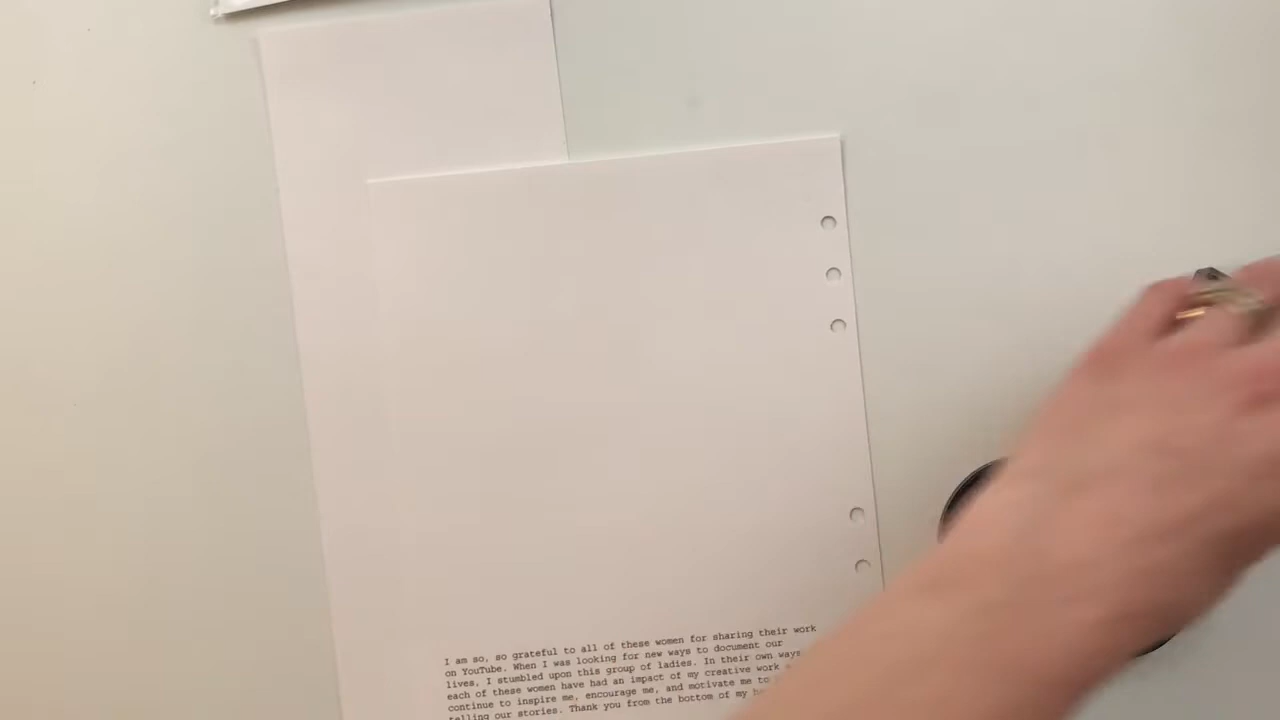 I am so, so grateful to all of these women for sharing their work
on YouTube. When I was looking for new ways to document our
lives, I stumbled upon this group of ladies. In their own ways
each of these women have had an impact of my creative work
continue to inspire me, encourage me, and motivate me to
telling our stories. Thank you from the bottom of my